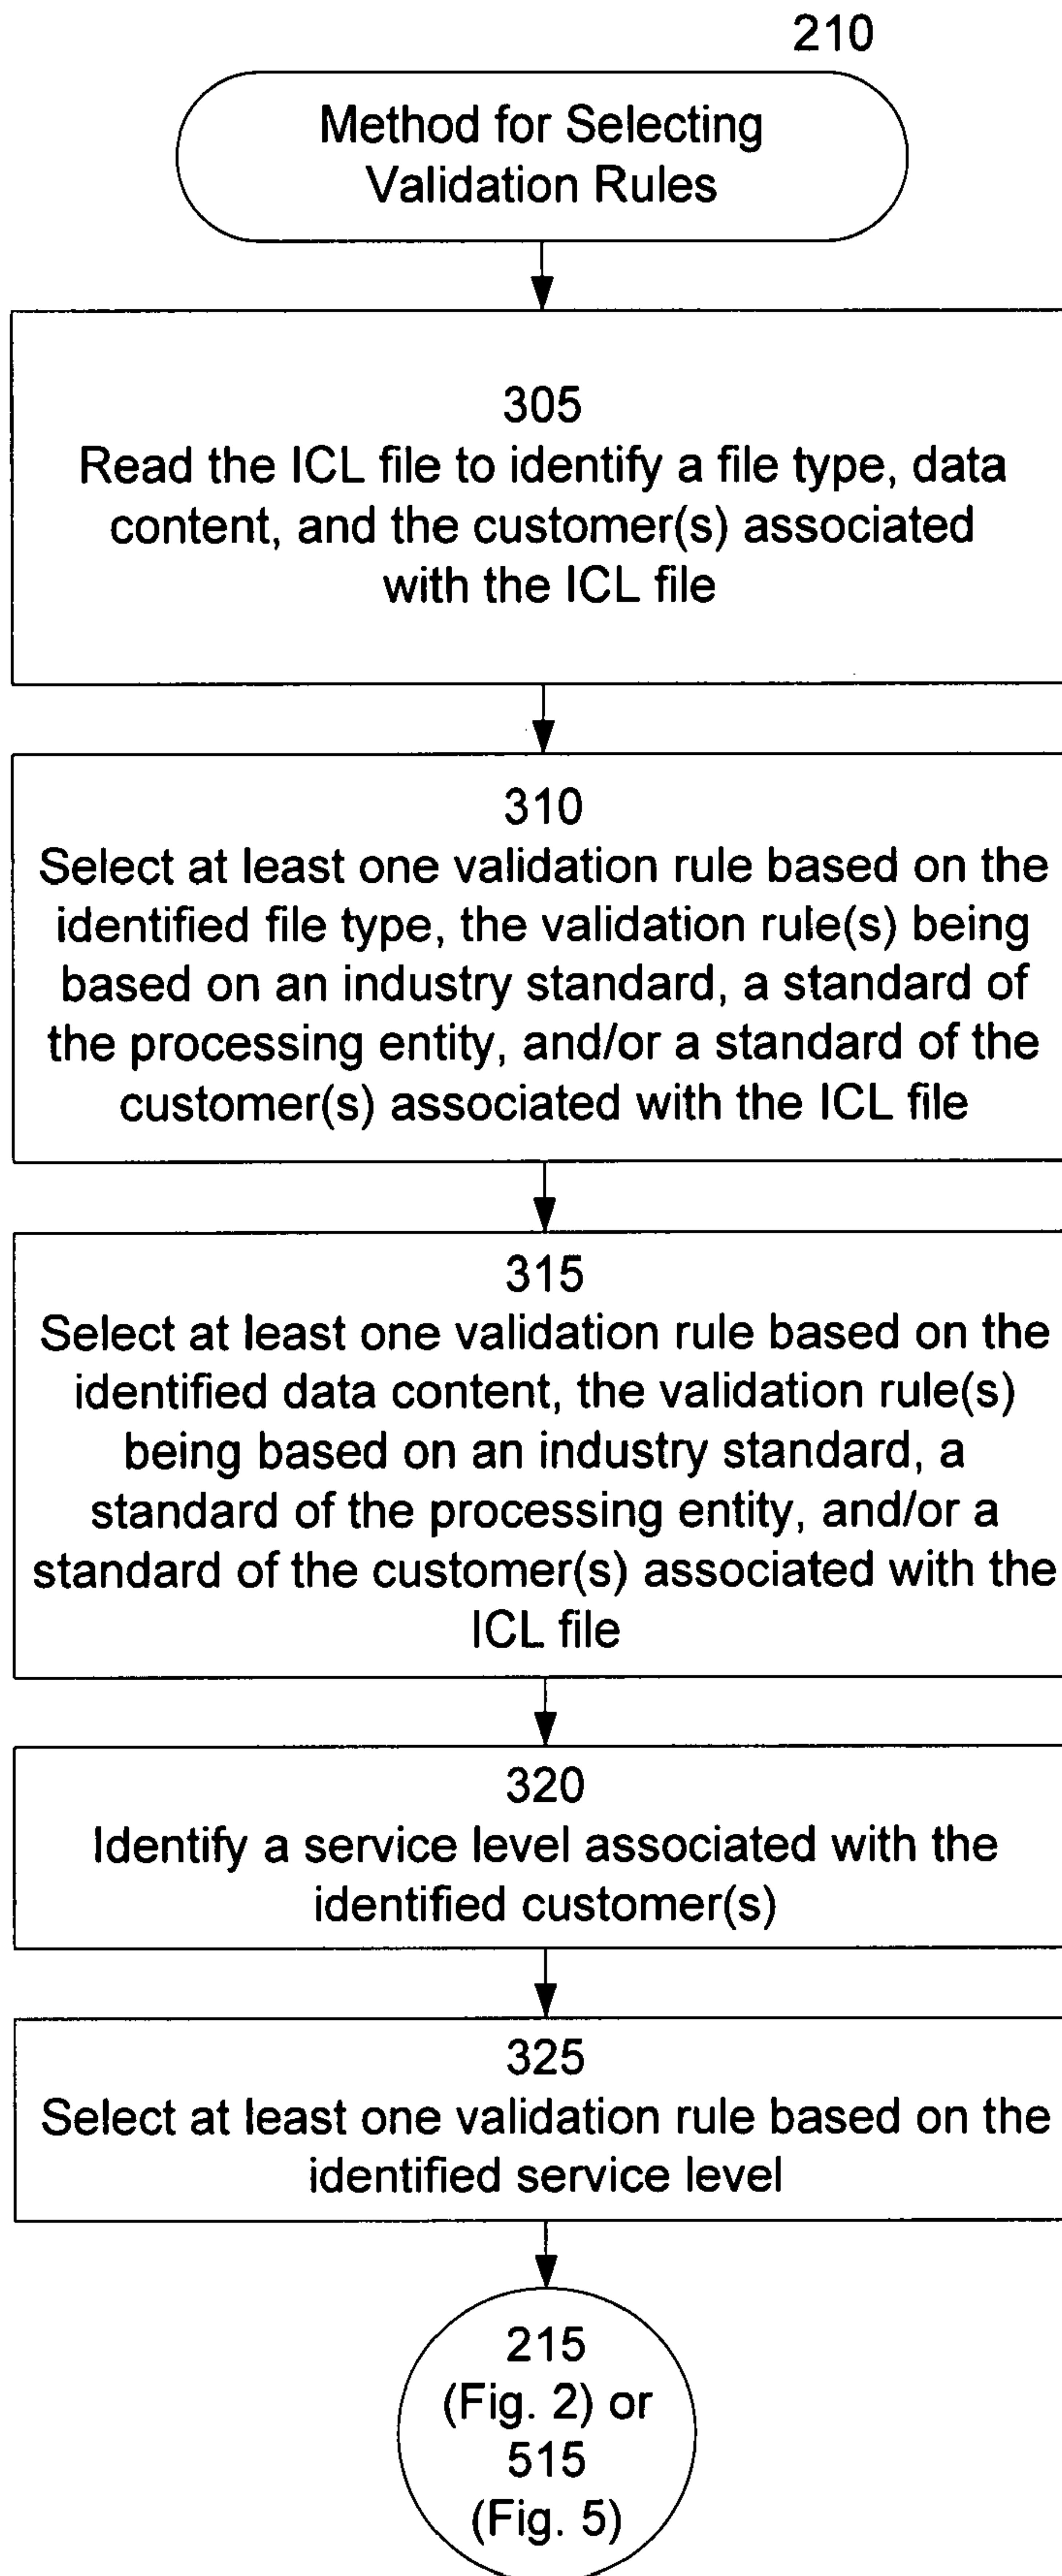 210
Method for Selecting
Validation Rules
305
Read the ICL file to identify a file type, data
content, and the customer(s) associated
with the ICL file
310
Select at least one validation rule based on the
identified file type, the validation rule(s) being
based on an industry standard, a standard of
the processing entity, and/or a standard of the
customer(s) associated with the ICL file
315
Select at least one validation rule based on the
identified data content, the validation rule(s)
being based on an industry standard, a
standard of the processing entity, and/or a
standard of the customer(s) associated with the
ICL file
320
Identify a service level associated with the
identified customer(s)
325
Select at least one validation rule based on the
identified service level
215
(Fig. 2) or
515
(Fig. 5)